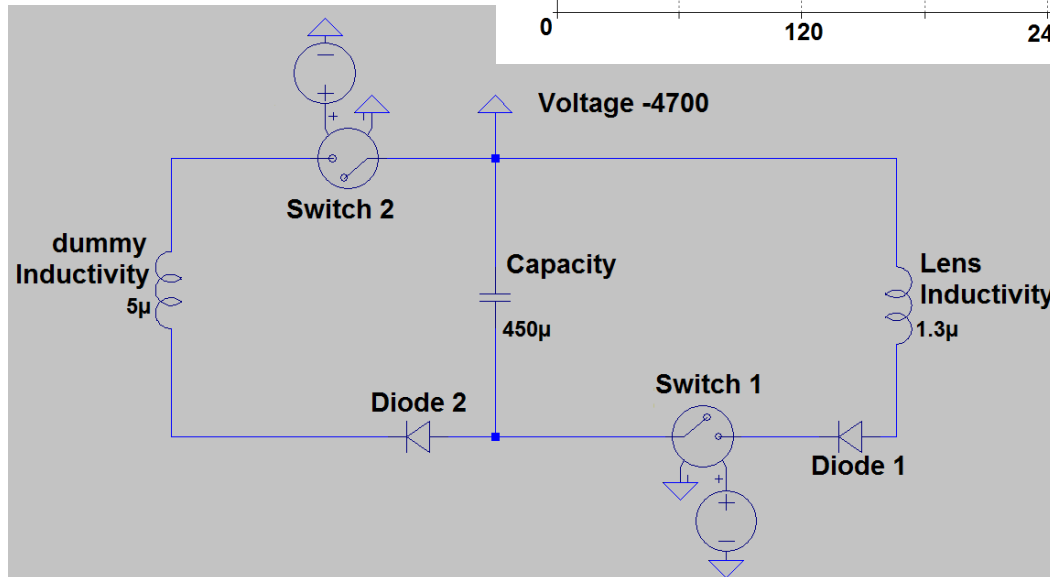 0
120
24
Voltage -4700
Switch 2
dummy
Inductivity
5µ
Capacity
450µ
Lens
Inductivity
1.3µ
Switch 1
Diode 2
Diode 1